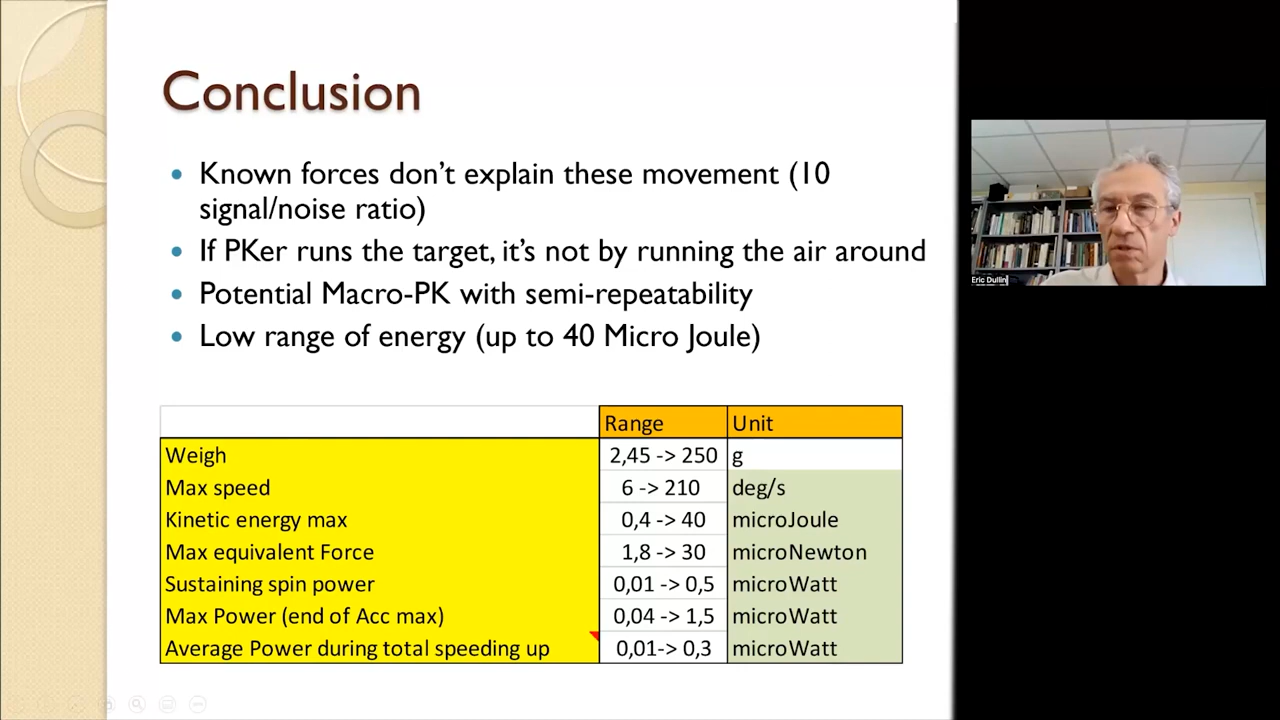 Conclusion
Known forces don't explain these movement (10
signal/noise ratio)
If PKer runs the target, it's not by running the air around
Potential Macro-PK with semi-repeatability
Low range of energy (up to 40 Micro Joule)
Range Unit
Weigh 2,45 -> 250 g
Max speed 6 -> 210 deg/s
Kinetic energy max 0,4 -> 40 microJoule
Max equivalent Force 1,8 -> 30 microNewton
Sustaining spin power 0,01 -> 0,5 microWatt
Max Power (end of Acc max) 0,04 -> 1,5 microWatt
Average Power during total speeding up 0,01-> 0,3 microWatt
Eric Dullin